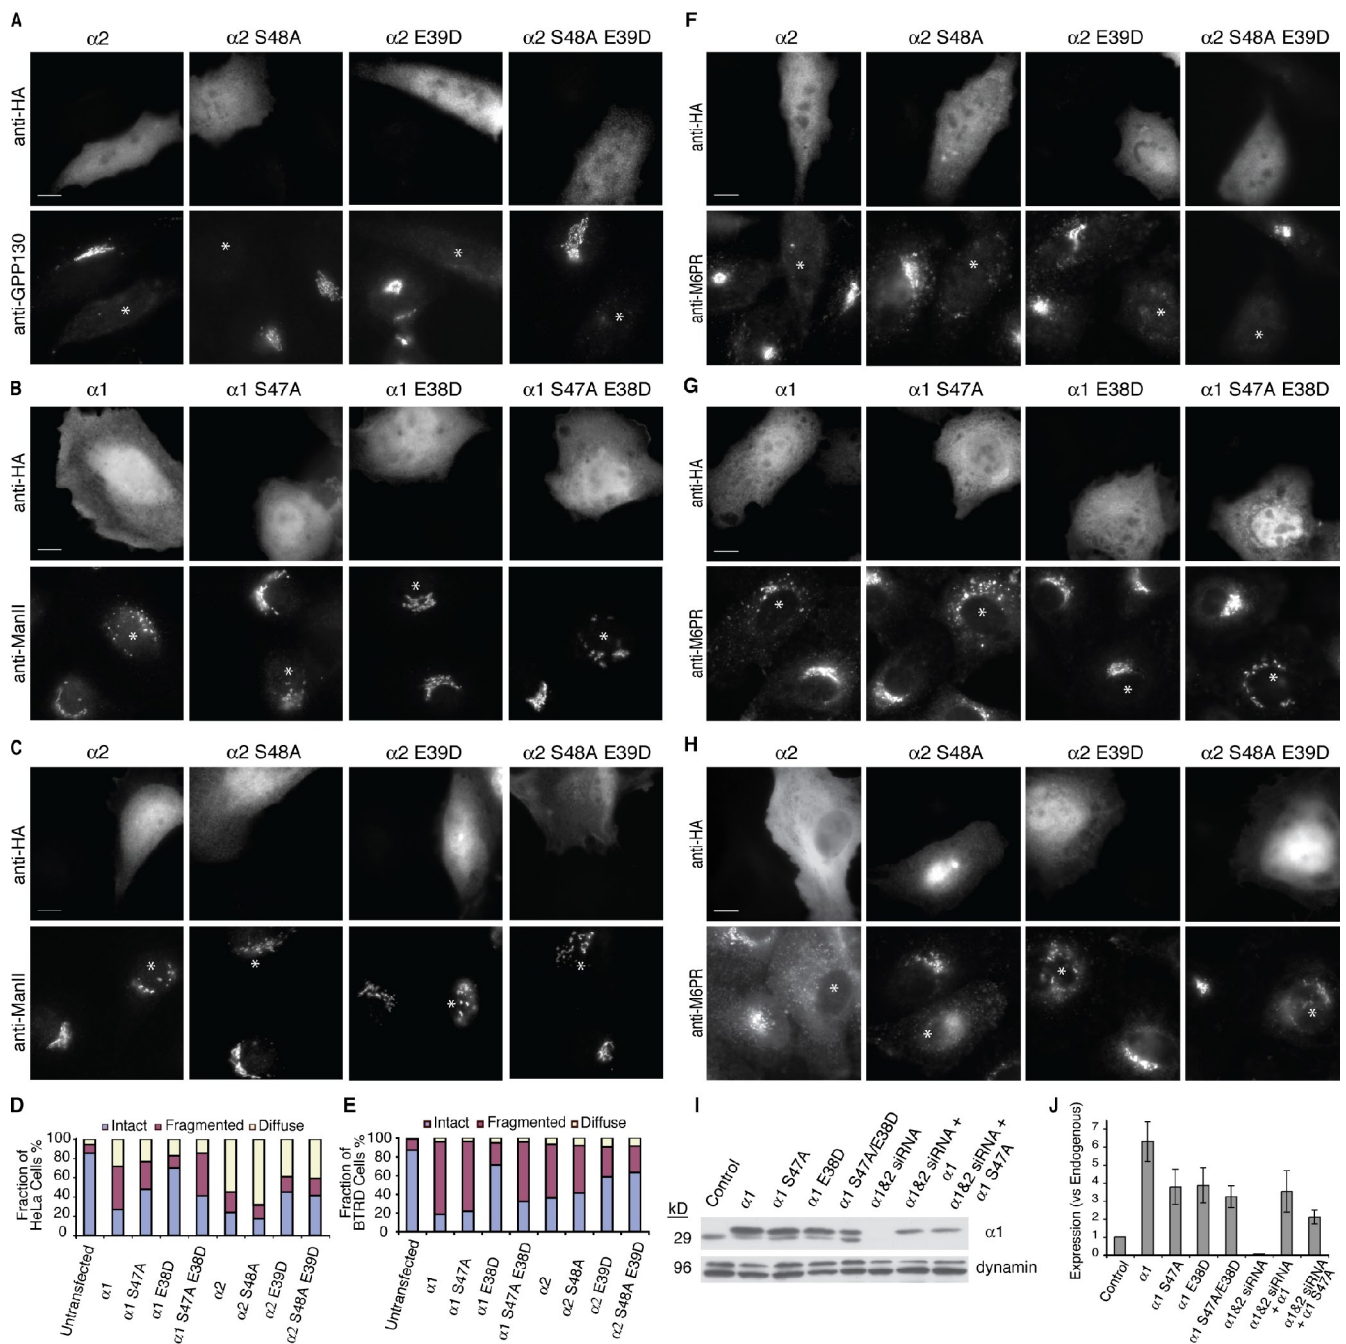 A
α2
α2 S48A
α2 E39D
α2 S48A E39D
anti-HA
*
*
*
*
anti-GPP130
B
α1
α1 S47A
α1 E38D
α1 S47A E38D
anti-HA
*
*
*
*
anti-ManII
C
α2
α2 S48A
α2 E39D
α2 S48A E39D
anti-HA
*
*
*
*
anti-ManII
D
Intact
Fragmented
Diffuse
Fraction of
HeLa Cells %
100
80
60
40
20
0
Untransfected
α1
α1 S47A
α1 E38D
α1 S47A E38D
α2
α2 S48A
α2 E39D
α2 S48A E39D
E
Intact
Fragmented
Diffuse
Fraction of
BTRD Cells %
100
80
60
40
20
0
Untransfected
α1
α1 S47A
α1 E38D
α1 S47A E38D
α2
α2 S48A
α2 E39D
α2 S48A E39D
F
α2
α2 S48A
α2 E39D
α2 S48A E39D
anti-HA
*
*
*
*
anti-M6PR
G
α1
α1 S47A
α1 E38D
α1 S47A E38D
anti-HA
*
*
*
*
anti-M6PR
H
α2
α2 S48A
α2 E39D
α2 S48A E39D
anti-HA
*
*
*
*
anti-M6PR
I
Control
α1
α1 S47A
α1 E38D
α1 S47A/E38D
α1&2 siRNA
α1&2 siRNA +
α1
α1&2 siRNA +
α1 S47A
kD
29
α1
96
dynamin
J
Expression (vs Endogenous)
7
6
5
4
3
2
1
0
Control
α1
α1 S47A
α1 E38D
α1 S47A/E38D
α1&2 siRNA
α1&2 siRNA
+ α1
α1&2 siRNA
+ α1 S47A